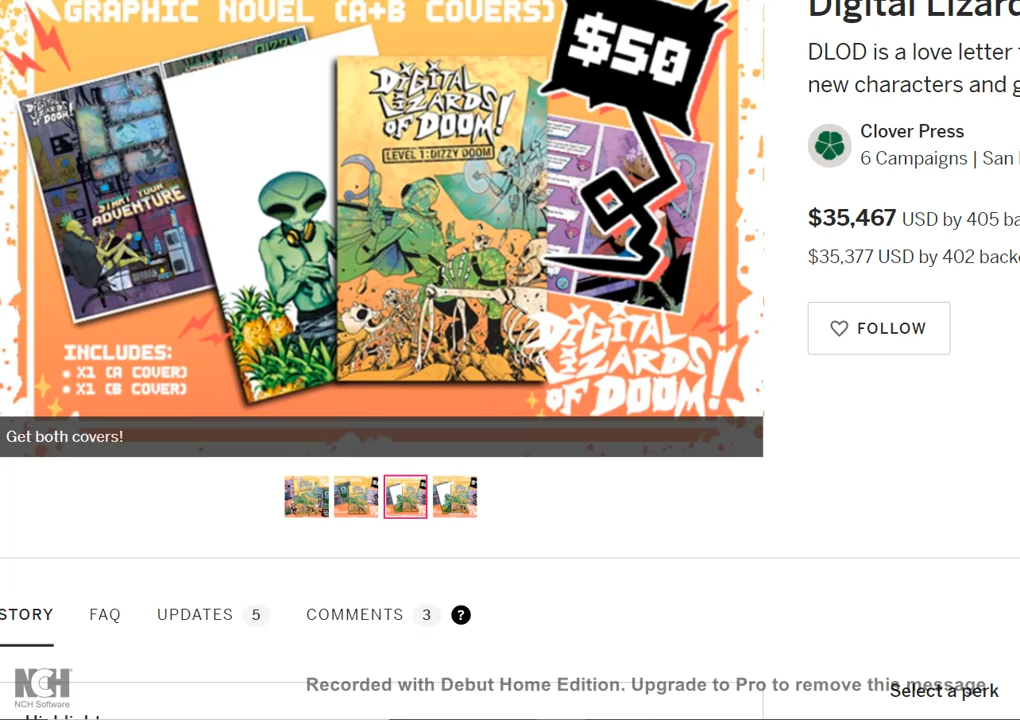 GRAPHIC NOVEL (A+B COVERS)
$50
DIGITAL
LIZARDS
OF DOOM!
START YOUR
ADVENTURE
DIGITAL
LIZARDS
OF DOOM!
LEVEL 1: DIZZY DOOM
INCLUDES:
• X1 (A COVER)
• X1 (B COVER)
DIGITAL
LIZARDS
OF DOOM!
Get both covers!
Digital Lizard
DLOD is a love letter
new characters and g
Clover Press
6 Campaigns | San
$35,467 USD by 405 ba
$35,377 USD by 402 back
FOLLOW
STORY FAQ UPDATES 5 COMMENTS 3 ?
NCH
NCH Software
Recorded with Debut Home Edition. Upgrade to Pro to remove this message
Select a perk
Highlight